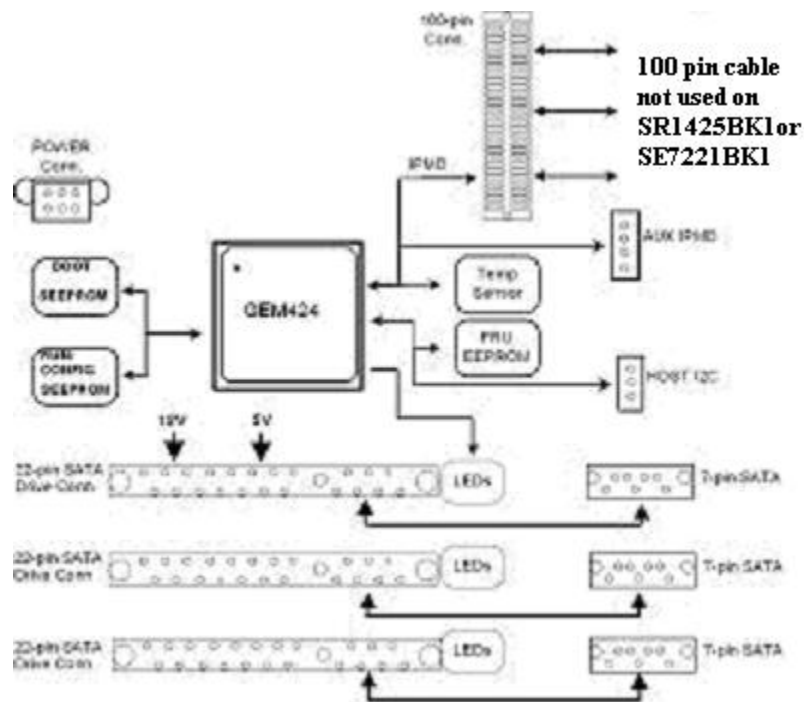 100-pin
Conn.
100 pin cable
not used on
SR1425BK1or
SE7221BK1
POWER
Conn.
IPMB
AUX IPMB
BOOT
SEEPROM
GEM424
Temp
Sensor
FRU
EEPROM
CONFIG
SEEPROM
HOST I2C
12V
5V
22-pin SATA
Drive Conn
LEDs
7-pin SATA
22-pin SATA
Drive Conn
LEDs
7-pin SATA
22-pin SATA
Drive Conn
LEDs
7-pin SATA